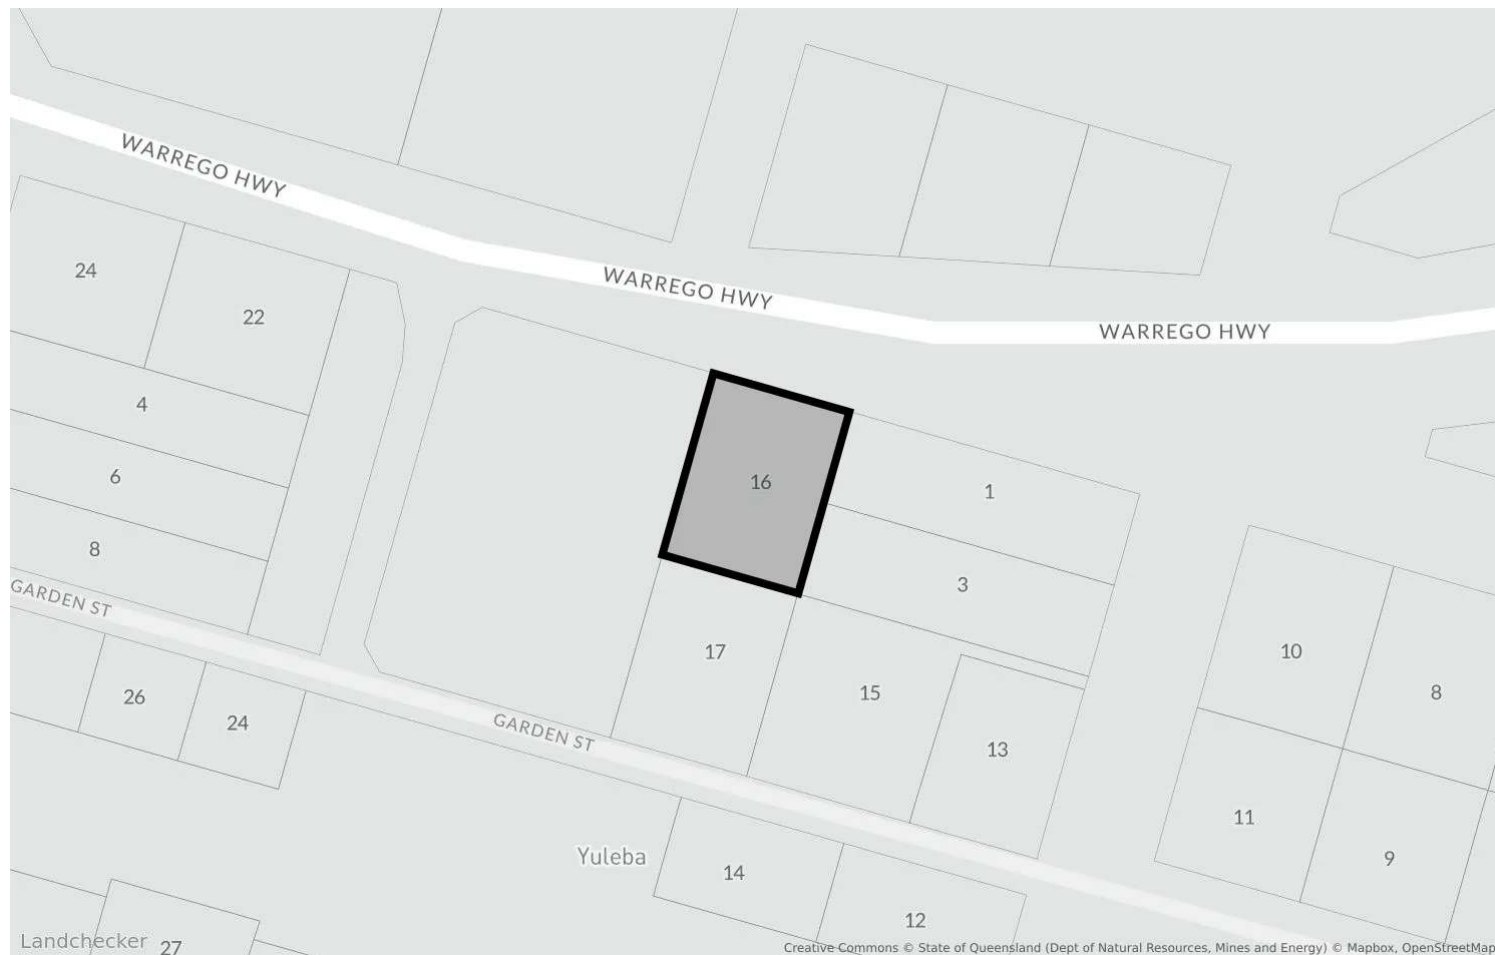 WARREGO HWY
24
22
WARREGO HWY
WARREGO HWY
4
6
8
16
1
3
GARDEN ST
26
24
17
GARDEN ST
15
13
10
8
11
9
Yuleba
14
12
27
Landchecker
Creative Commons © State of Queensland (Dept of Natural Resources, Mines and Energy) © Mapbox, OpenStreetMap